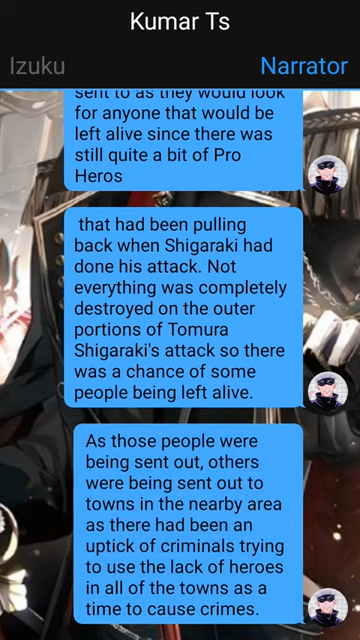 Kumar Ts
Izuku
Narrator
sent to as they would look
for anyone that would be
left alive since there was
still quite a bit of Pro
Heros
that had been pulling
back when Shigaraki had
done his attack. Not
everything was completely
destroyed on the outer
portions of Tomura
Shigaraki's attack so there
was a chance of some
people being left alive.
As those people were
being sent out, others
were being sent out to
towns in the nearby area
as there had been an
uptick of criminals trying
to use the lack of heroes
in all of the towns as a
time to cause crimes.